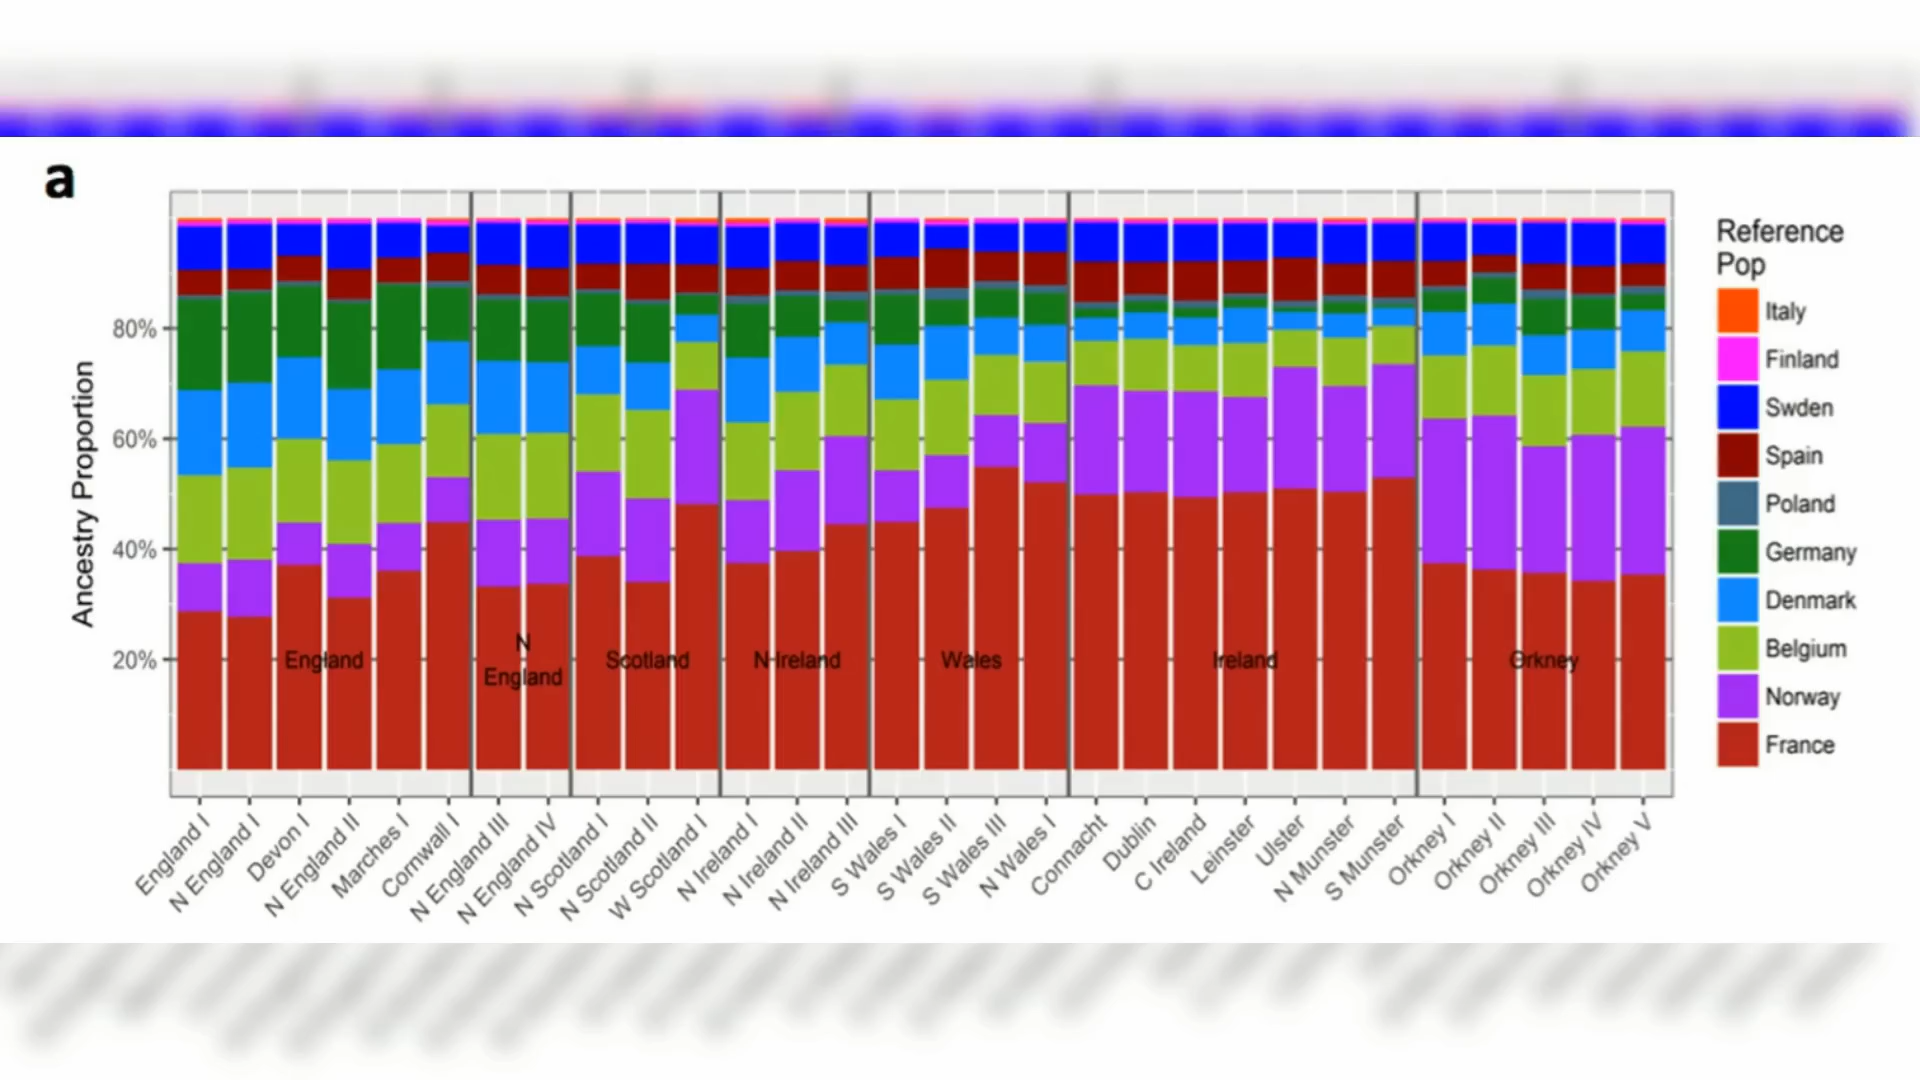 a
Reference
Pop
Italy
Finland
Swden
Spain
Poland
Germany
Denmark
Belgium
Norway
France
Ancestry Proportion
80%
60%
40%
20%
England
N
England
Scotland
N Ireland
Wales
Ireland
Orkney
England I
N England I
Devon I
N England II
Marches I
Cornwall I
N England III
N England IV
N Scotland I
N Scotland II
W Scotland I
N Ireland I
N Ireland II
N Ireland III
S Wales I
S Wales II
S Wales III
N Wales I
Connacht
Dublin
C Ireland
Leinster
Ulster
N Munster
S Munster
Orkney I
Orkney II
Orkney III
Orkney IV
Orkney V